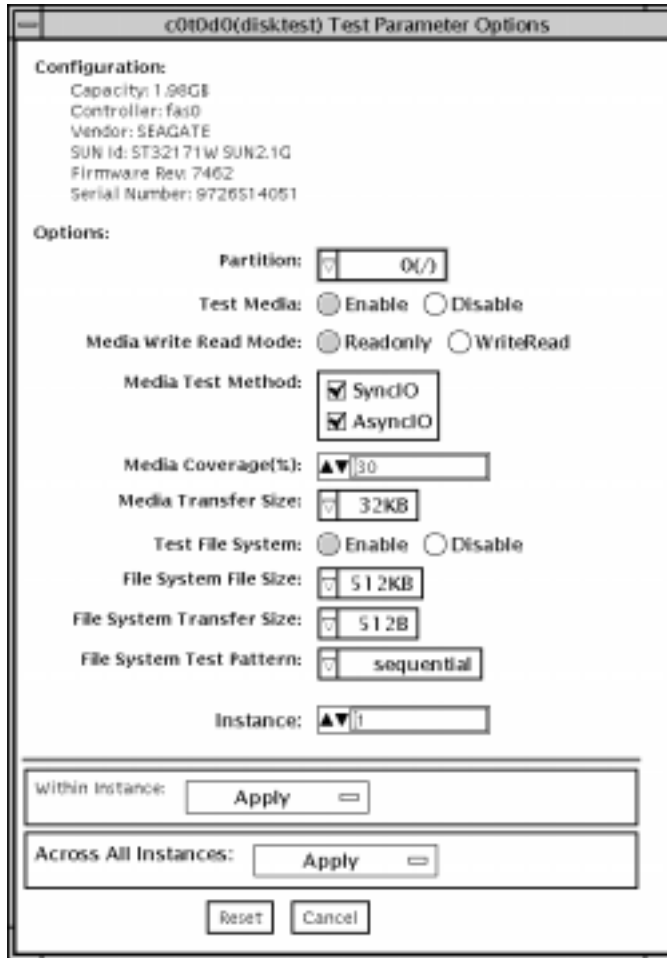 c0t0d0(disktest) Test Parameter Options
Configuration:
Capacity: 1.98GB
Controller: fas0
Vendor: SEAGATE
SUN Id: ST32171W SUN2.1G
Firmware Rev: 7462
Serial Number: 9726S14051
Options:
Partition: 0(/)
Test Media: Enable Disable
Media Write Read Mode: Readonly WriteRead
Media Test Method: SyncIO
AsyncIO
Media Coverage(%): 30
Media Transfer Size: 32KB
Test File System: Enable Disable
File System File Size: 512KB
File System Transfer Size: 512B
File System Test Pattern: sequential
Instance: 1
Within Instance: Apply
Across All Instances: Apply
Reset Cancel